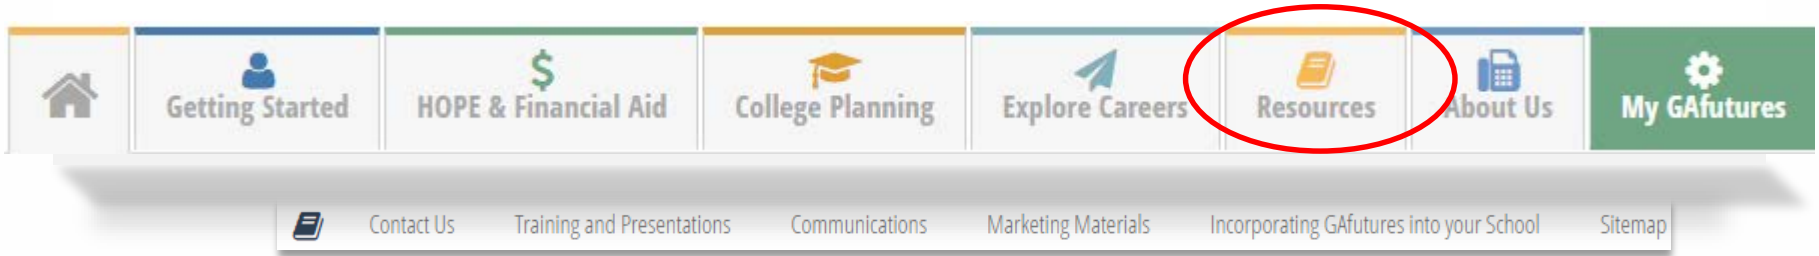 Getting Started HOPE & Financial Aid College Planning Explore Careers Resources About Us My GAfutures
Contact Us Training and Presentations Communications Marketing Materials Incorporating GAfutures into your School Sitemap